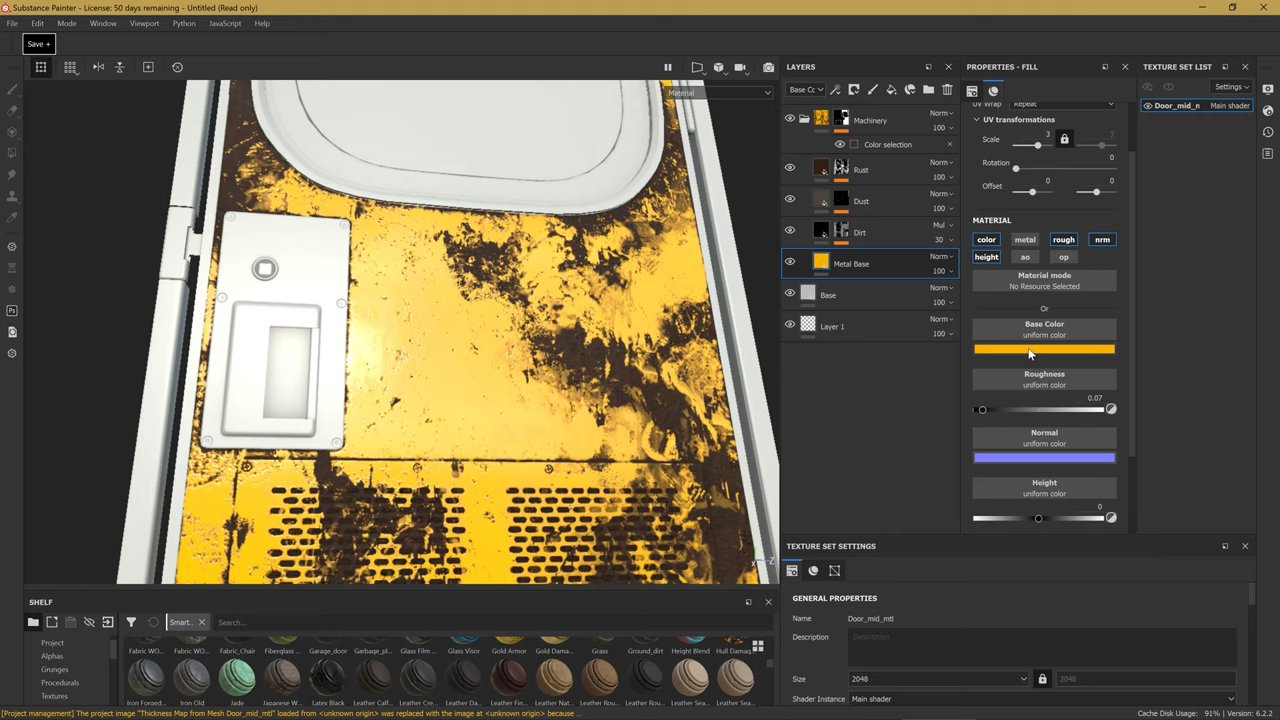 Substance Painter - License: 50 days remaining - Untitled (Read only)
File Edit Mode Window Viewport Python JavaScript Help
Save +
Material
LAYERS
Base Cc
Machinery Norm 100
Color selection
Rust Norm 100
Dust Norm 100
Dirt Mul 30
Metal Base Norm 100
Base Norm 100
Layer 1 Norm 100
PROPERTIES - FILL
UV Wrap Repeat
UV transformations
Scale 3 3
Rotation 0
Offset 0 0
MATERIAL
color metal rough nrm
height ao op
Material mode
No Resource Selected
Or
Base Color
uniform color
Roughness
uniform color
0.07
Normal
uniform color
Height
uniform color
0
TEXTURE SET LIST
Settings
Door_mid_n Main shader
TEXTURE SET SETTINGS
GENERAL PROPERTIES
Name Door_mid_mtl
Description Description
Size 2048 2048
Shader Instance Main shader
SHELF
Smart... Search...
Project
Alphas
Grunges
Procedurals
Textures
Fabric WO... Fabric WO... Fabric_Chair Fiberglass ... Garage_door Garbage_pl... Glass Film ... Glass Visor Gold Armor Gold Dama... Grass Ground_dirt Height Blend Hull Damag...
Iron Forged... Iron Old Jade Japanese W... Latex Black Leather Calf... Leather Cre... Leather Da... Leather Fin... Leather Nat... Leather Rou... Leather Rou... Leather Sea... Leather Sea...
[Project management] The project image "Thickness Map from Mesh Door_mid_mtl" loaded from <unknown origin> was replaced with the image at <unknown origin> because ...
Cache Disk Usage: 91% | Version: 6.2.2